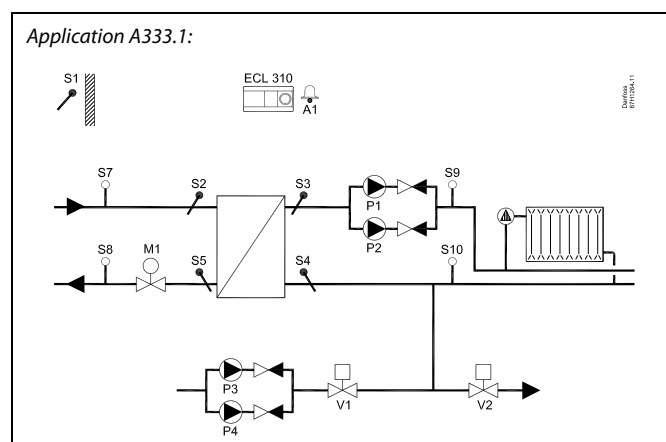 Application A333.1:
S1
ECL 310
A1
Danfoss
87H1264.11
S7
S2
S3
P1
S9
P2
S8
M1
S5
S4
S10
P3
V1
V2
P4